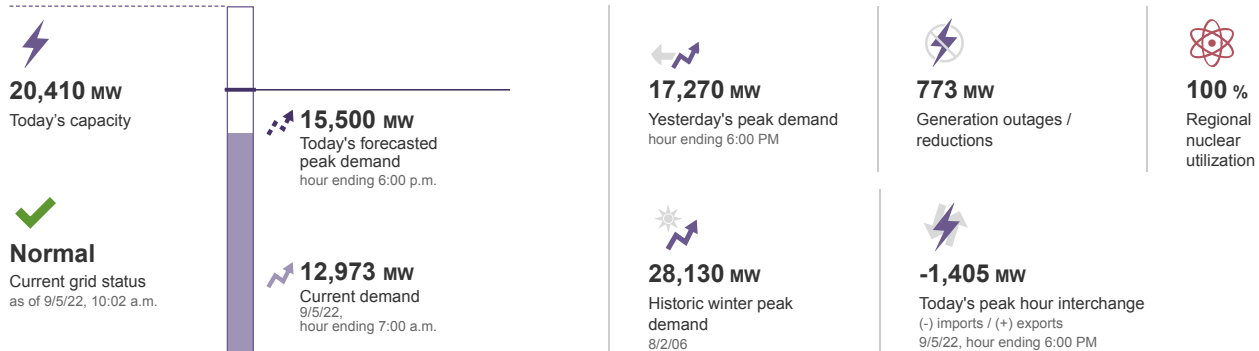 20,410 MW
Today's capacity
Normal
Current grid status
as of 9/5/22, 10:02 a.m.
15,500 MW
Today's forecasted
peak demand
hour ending 6:00 p.m.
12,973 MW
Current demand
9/5/22,
hour ending 7:00 a.m.
17,270 MW
Yesterday's peak demand
hour ending 6:00 PM
773 MW
Generation outages /
reductions
100 %
Regional
nuclear
utilization
28,130 MW
Historic winter peak
demand
8/2/06
-1,405 MW
Today's peak hour interchange
(-) imports / (+) exports
9/5/22, hour ending 6:00 PM